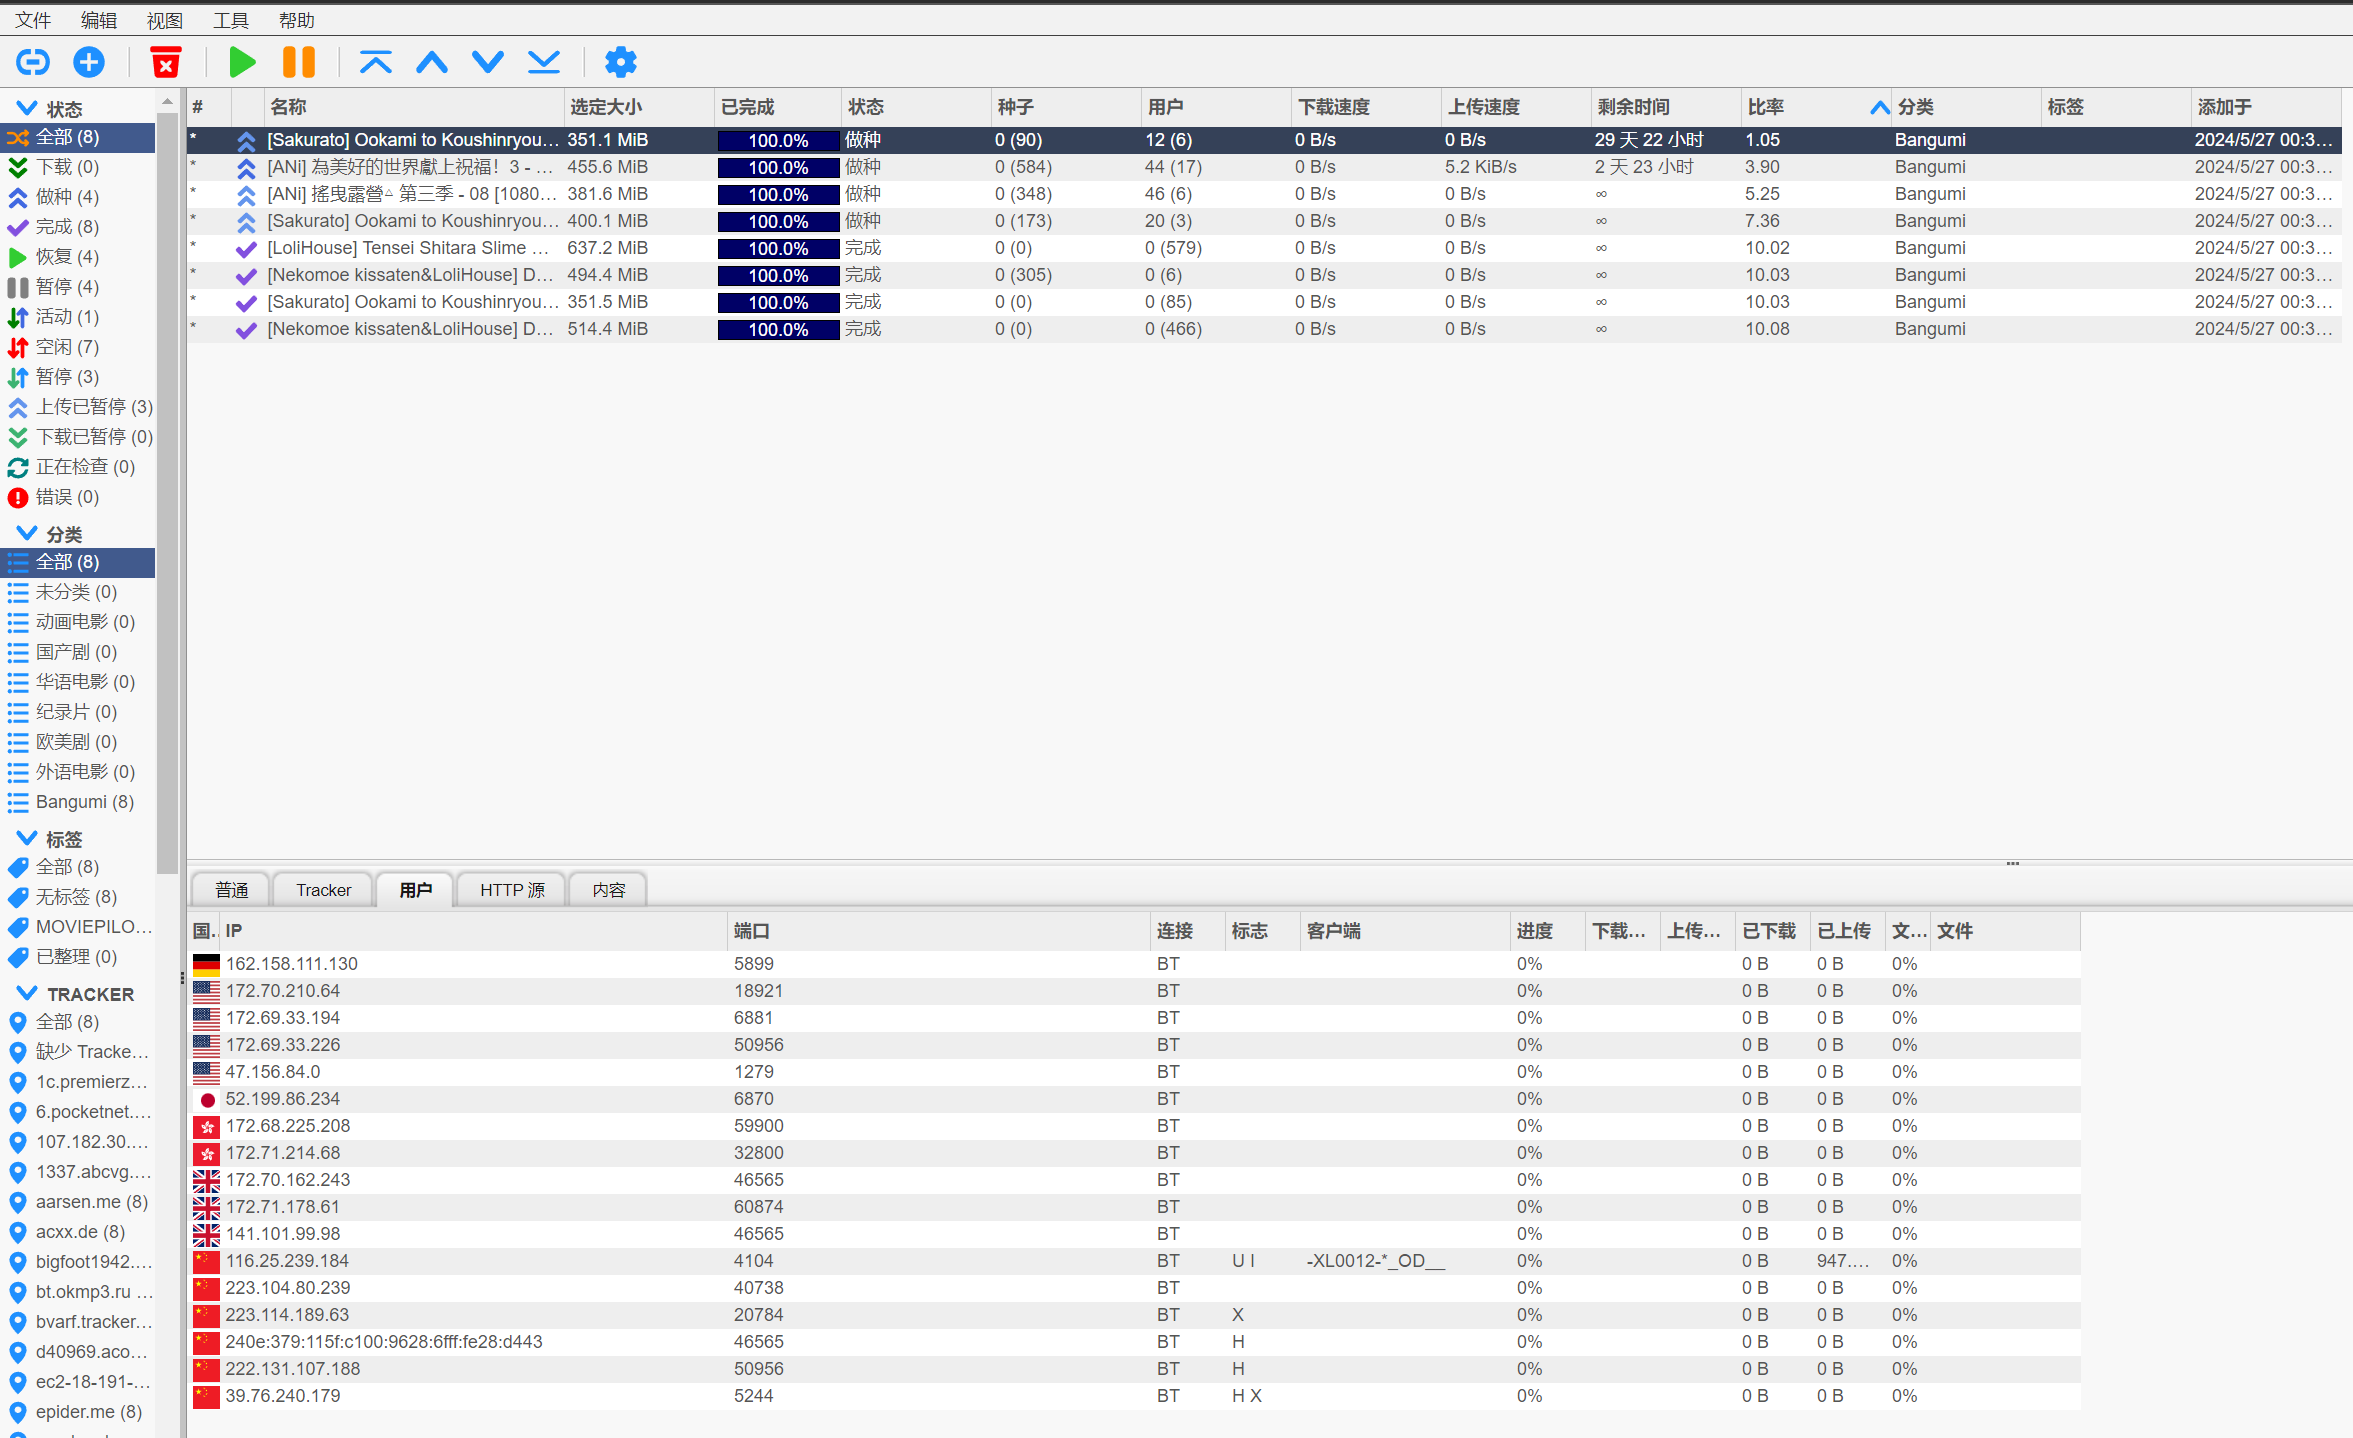 文件 编辑 视图 工具 帮助
# 名称 选定大小 已完成 状态 种子 用户 下载速度 上传速度 剩余时间 比率 分类 标签 添加于
* [Sakurato] Ookami to Koushinryou... 351.1 MiB 100.0% 做种 0 (90) 12 (6) 0 B/s 0 B/s 29 天 22 小时 1.05 Bangumi 2024/5/27 00:3...
* [ANi] 為美好的世界獻上祝福！3 - ... 455.6 MiB 100.0% 做种 0 (584) 44 (17) 0 B/s 5.2 KiB/s 2 天 23 小时 3.90 Bangumi 2024/5/27 00:3...
* [ANi] 搖曳露營△ 第三季 - 08 [1080... 381.6 MiB 100.0% 做种 0 (348) 46 (6) 0 B/s 0 B/s ∞ 5.25 Bangumi 2024/5/27 00:3...
* [Sakurato] Ookami to Koushinryou... 400.1 MiB 100.0% 做种 0 (173) 20 (3) 0 B/s 0 B/s ∞ 7.36 Bangumi 2024/5/27 00:3...
* [LoliHouse] Tensei Shitara Slime ... 637.2 MiB 100.0% 完成 0 (0) 0 (579) 0 B/s 0 B/s ∞ 10.02 Bangumi 2024/5/27 00:3...
* [Nekomoe kissaten&LoliHouse] D... 494.4 MiB 100.0% 完成 0 (305) 0 (6) 0 B/s 0 B/s ∞ 10.03 Bangumi 2024/5/27 00:3...
* [Sakurato] Ookami to Koushinryou... 351.5 MiB 100.0% 完成 0 (0) 0 (85) 0 B/s 0 B/s ∞ 10.03 Bangumi 2024/5/27 00:3...
* [Nekomoe kissaten&LoliHouse] D... 514.4 MiB 100.0% 完成 0 (0) 0 (466) 0 B/s 0 B/s ∞ 10.08 Bangumi 2024/5/27 00:3...
状态
全部 (8)
下载 (0)
做种 (4)
完成 (8)
恢复 (4)
暂停 (4)
活动 (1)
空闲 (7)
暂停 (3)
上传已暂停 (3)
下载已暂停 (0)
正在检查 (0)
错误 (0)
分类
全部 (8)
未分类 (0)
动画电影 (0)
国产剧 (0)
华语电影 (0)
纪录片 (0)
欧美剧 (0)
外语电影 (0)
Bangumi (8)
标签
全部 (8)
无标签 (8)
MOVIEPILO...
已整理 (0)
TRACKER
全部 (8)
缺少 Tracke...
1c.premierz...
6.pocketnet....
107.182.30....
1337.abcvg....
aarsen.me (8)
acxx.de (8)
bigfoot1942....
bt.okmp3.ru ...
bvarf.tracker...
d40969.aco...
ec2-18-191-...
epider.me (8)
普通 Tracker 用户 HTTP 源 内容
国... IP 端口 连接 标志 客户端 进度 下载... 上传... 已下载 已上传 文... 文件
162.158.111.130 5899 BT 0% 0 B 0 B 0%
172.70.210.64 18921 BT 0% 0 B 0 B 0%
172.69.33.194 6881 BT 0% 0 B 0 B 0%
172.69.33.226 50956 BT 0% 0 B 0 B 0%
47.156.84.0 1279 BT 0% 0 B 0 B 0%
52.199.86.234 6870 BT 0% 0 B 0 B 0%
172.68.225.208 59900 BT 0% 0 B 0 B 0%
172.71.214.68 32800 BT 0% 0 B 0 B 0%
172.70.162.243 46565 BT 0% 0 B 0 B 0%
172.71.178.61 60874 BT 0% 0 B 0 B 0%
141.101.99.98 46565 BT 0% 0 B 0 B 0%
116.25.239.184 4104 BT U I -XL0012-*_OD__ 0% 0 B 947.... 0%
223.104.80.239 40738 BT 0% 0 B 0 B 0%
223.114.189.63 20784 BT X 0% 0 B 0 B 0%
240e:379:115f:c100:9628:6fff:fe28:d443 46565 BT H 0% 0 B 0 B 0%
222.131.107.188 50956 BT H 0% 0 B 0 B 0%
39.76.240.179 5244 BT H X 0% 0 B 0 B 0%